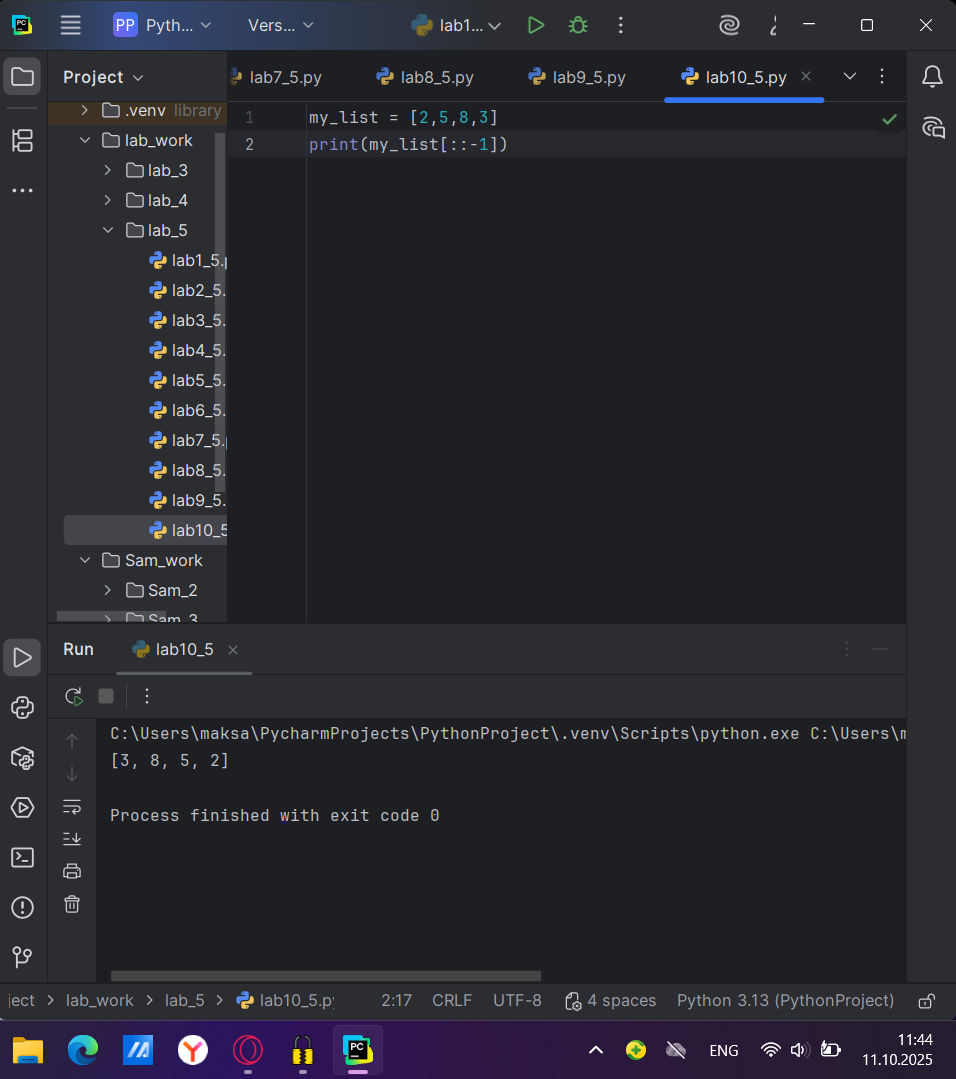 PC PP Pyth... Vers... lab1...
Project
lab7_5.py lab8_5.py lab9_5.py lab10_5.py
.venv library
lab_work
lab_3
lab_4
lab_5
lab1_5.
lab2_5.
lab3_5.
lab4_5.
lab5_5.
lab6_5.
lab7_5.
lab8_5.
lab9_5.
lab10_5
Sam_work
Sam_2
Sam_3
1 my_list = [2,5,8,3]
2 print(my_list[::-1])
Run lab10_5
C:\Users\maksa\PycharmProjects\PythonProject\.venv\Scripts\python.exe C:\Users\m
[3, 8, 5, 2]
Process finished with exit code 0
ject > lab_work > lab_5 > lab10_5.py 2:17 CRLF UTF-8 4 spaces Python 3.13 (PythonProject)
PC ENG 11:44
11.10.2025